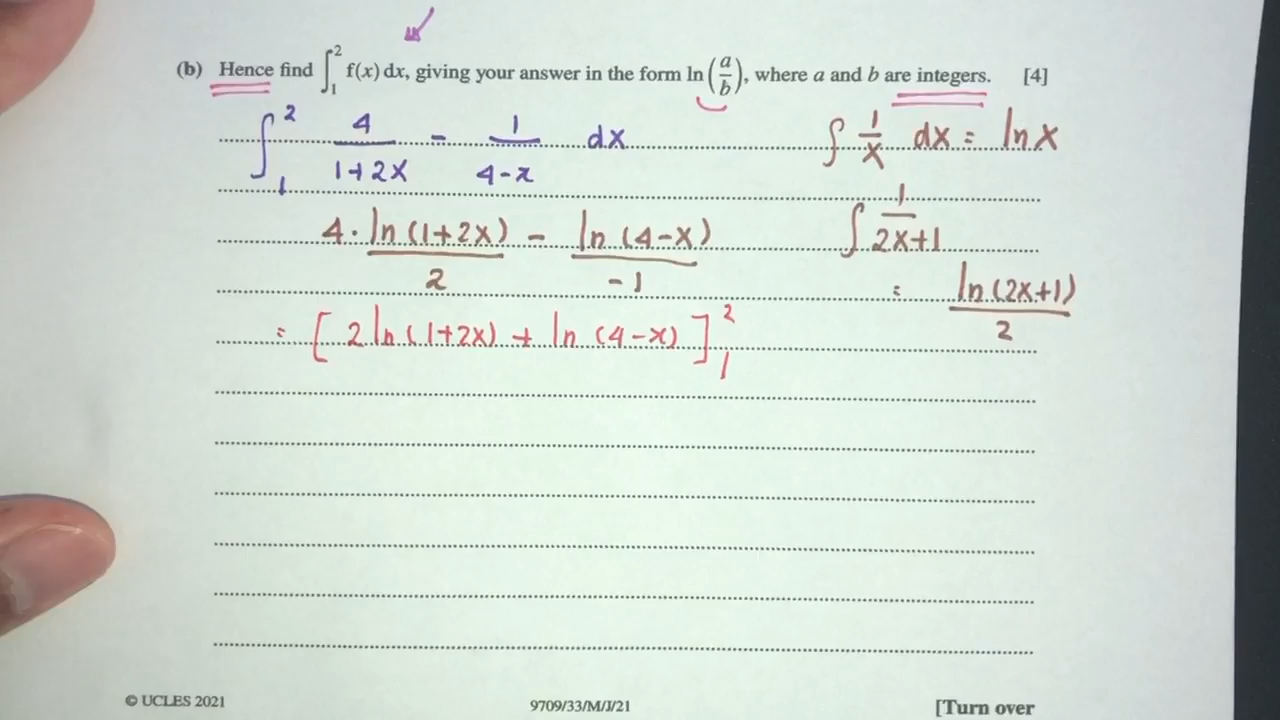 (b) Hence find ∫₁² f(x) dx, giving your answer in the form ln(a/b), where a and b are integers. [4]
∫₁² 4/(1+2x) - 1/(4-x) dx
∫ 1/x dx = ln x
4 · ln(1+2x)/2 - ln(4-x)/-1
∫ 1/(2x+1)
= ln(2x+1)/2
= [2 ln(1+2x) + ln(4-x)]₁²
© UCLES 2021
9709/33/M/J/21
[Turn over